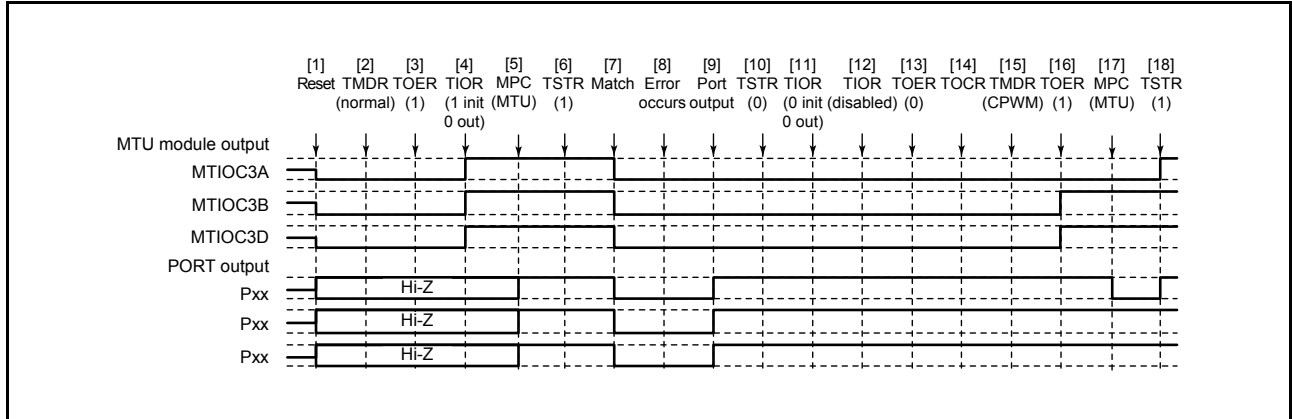 [1] [2] [3] [4] [5] [6] [7] [8] [9] [10] [11] [12] [13] [14] [15] [16] [17] [18]
Reset TMDR TOER TIOR MPC TSTR Match Error Port TSTR TIOR TIOR TOER TOCR TMDR TOER MPC TSTR
(normal) (1) (1 init (MTU) (1) occurs output (0) (0 init (disabled) (0) (CPWM) (1) (MTU) (1)
0 out) 0 out)
MTU module output
MTIOC3A
MTIOC3B
MTIOC3D
PORT output
Pxx Hi-Z
Pxx Hi-Z
Pxx Hi-Z